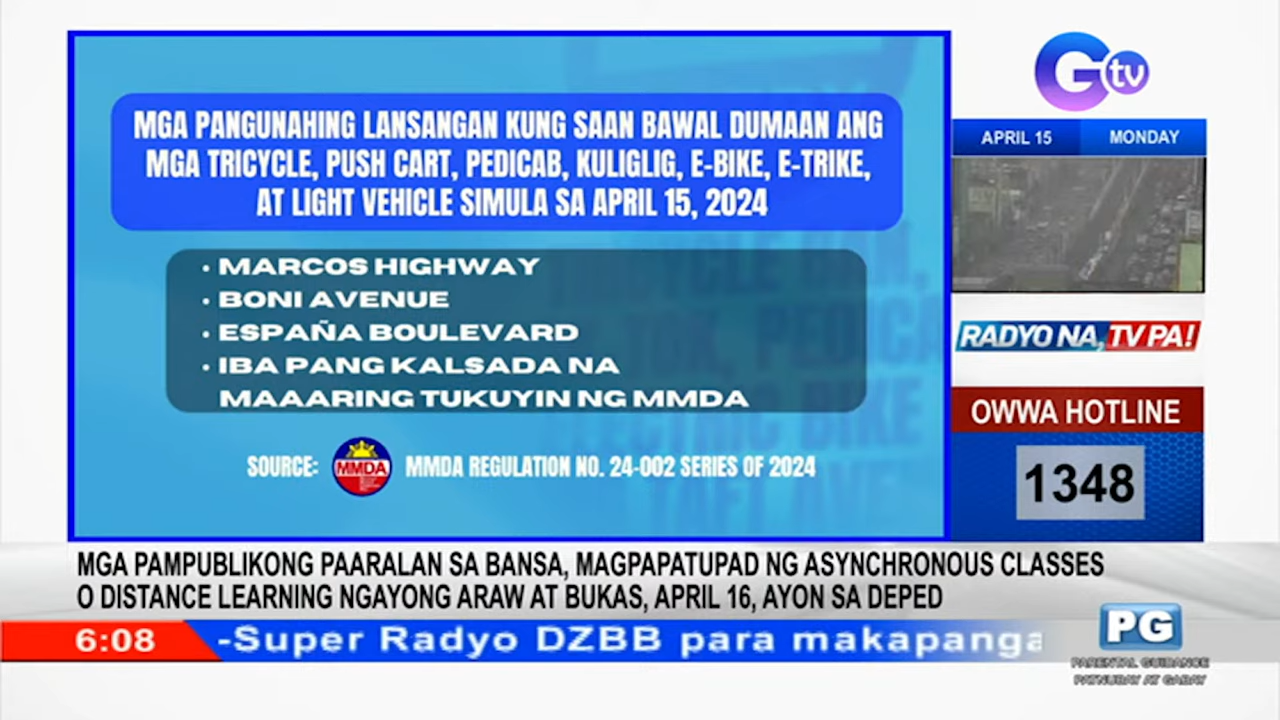 MGA PANGUNAHING LANSANGAN KUNG SAAN BAWAL DUMAAN ANG
MGA TRICYCLE, PUSH CART, PEDICAB, KULIGLIG, E-BIKE, E-TRIKE,
AT LIGHT VEHICLE SIMULA SA APRIL 15, 2024
• MARCOS HIGHWAY
• BONI AVENUE
• ESPAÑA BOULEVARD
• IBA PANG KALSADA NA
MAAARING TUKUYIN NG MMDA
SOURCE: MMDA MMDA REGULATION NO. 24-002 SERIES OF 2024
Gtv
APRIL 15 MONDAY
RADYO NA, TV PA!
OWWA HOTLINE
1348
MGA PAMPUBLIKONG PAARALAN SA BANSA, MAGPAPATUPAD NG ASYNCHRONOUS CLASSES
O DISTANCE LEARNING NGAYONG ARAW AT BUKAS, APRIL 16, AYON SA DEPED
6:08 -Super Radyo DZBB para makapanga
PG
PARENTAL GUIDANCE
PATNUBAY AT GABAY